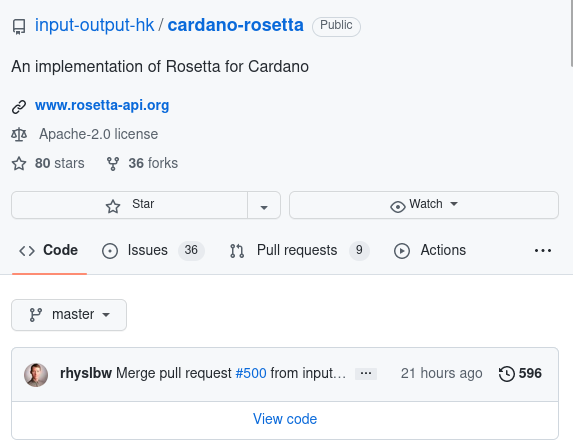 input-output-hk / cardano-rosetta Public
An implementation of Rosetta for Cardano
www.rosetta-api.org
Apache-2.0 license
80 stars 36 forks
Star Watch
Code Issues 36 Pull requests 9 Actions ...
master
rhyslbw Merge pull request #500 from input… ... 21 hours ago 596
View code